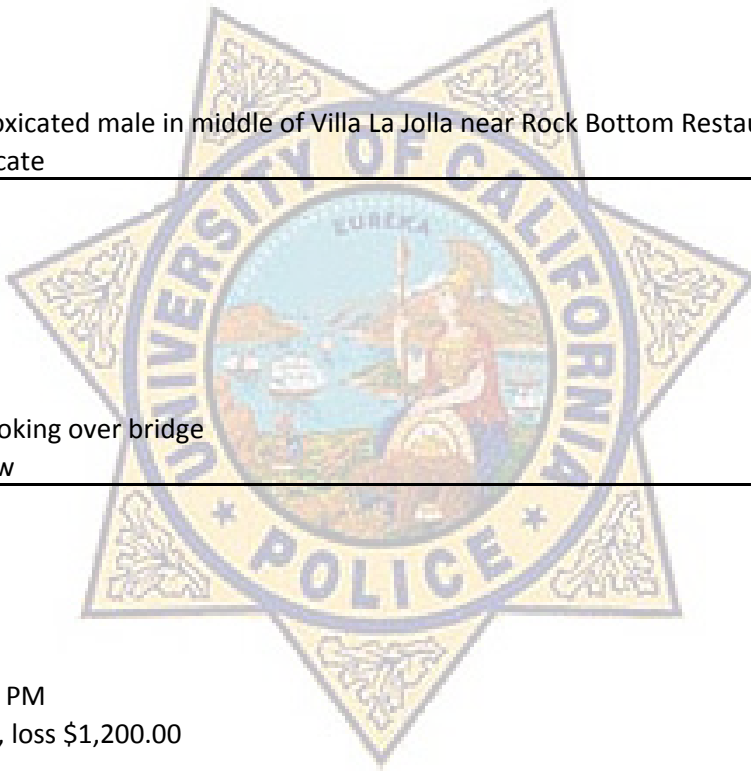 oxicated male in middle of Villa La Jolla near Rock Bottom Restau
cate
UNIVERSITY OF CALIFORNIA
EUREKA
oking over bridge
w
* POLICE *
PM
, loss $1,200.00